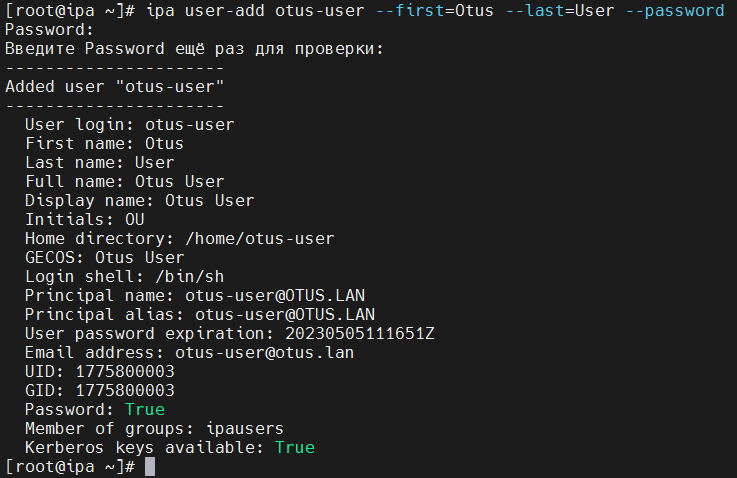 [root@ipa ~]# ipa user-add otus-user --first=Otus --last=User --password
Password:
Введите Password ещё раз для проверки:
----------------------
Added user "otus-user"
----------------------
  User login: otus-user
  First name: Otus
  Last name: User
  Full name: Otus User
  Display name: Otus User
  Initials: OU
  Home directory: /home/otus-user
  GECOS: Otus User
  Login shell: /bin/sh
  Principal name: otus-user@OTUS.LAN
  Principal alias: otus-user@OTUS.LAN
  User password expiration: 20230505111651Z
  Email address: otus-user@otus.lan
  UID: 1775800003
  GID: 1775800003
  Password: True
  Member of groups: ipausers
  Kerberos keys available: True
[root@ipa ~]#